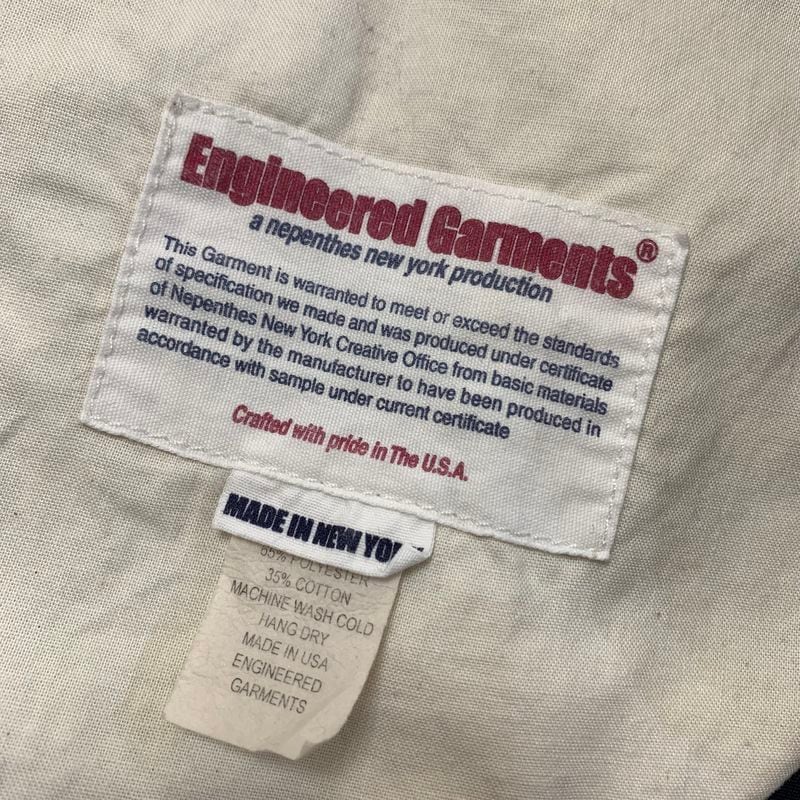 Engineered Garments®
a nepenthes new york production
This Garment is warranted to meet or exceed the standards
of specification we made and was produced under certificate
of Nepenthes New York Creative Office from basic materials
warranted by the manufacturer to have been produced in
accordance with sample under current certificate
Crafted with pride in The U.S.A.
MADE IN NEW YO
65% POLYESTER
35% COTTON
MACHINE WASH COLD
HANG DRY
MADE IN USA
ENGINEERED
GARMENTS